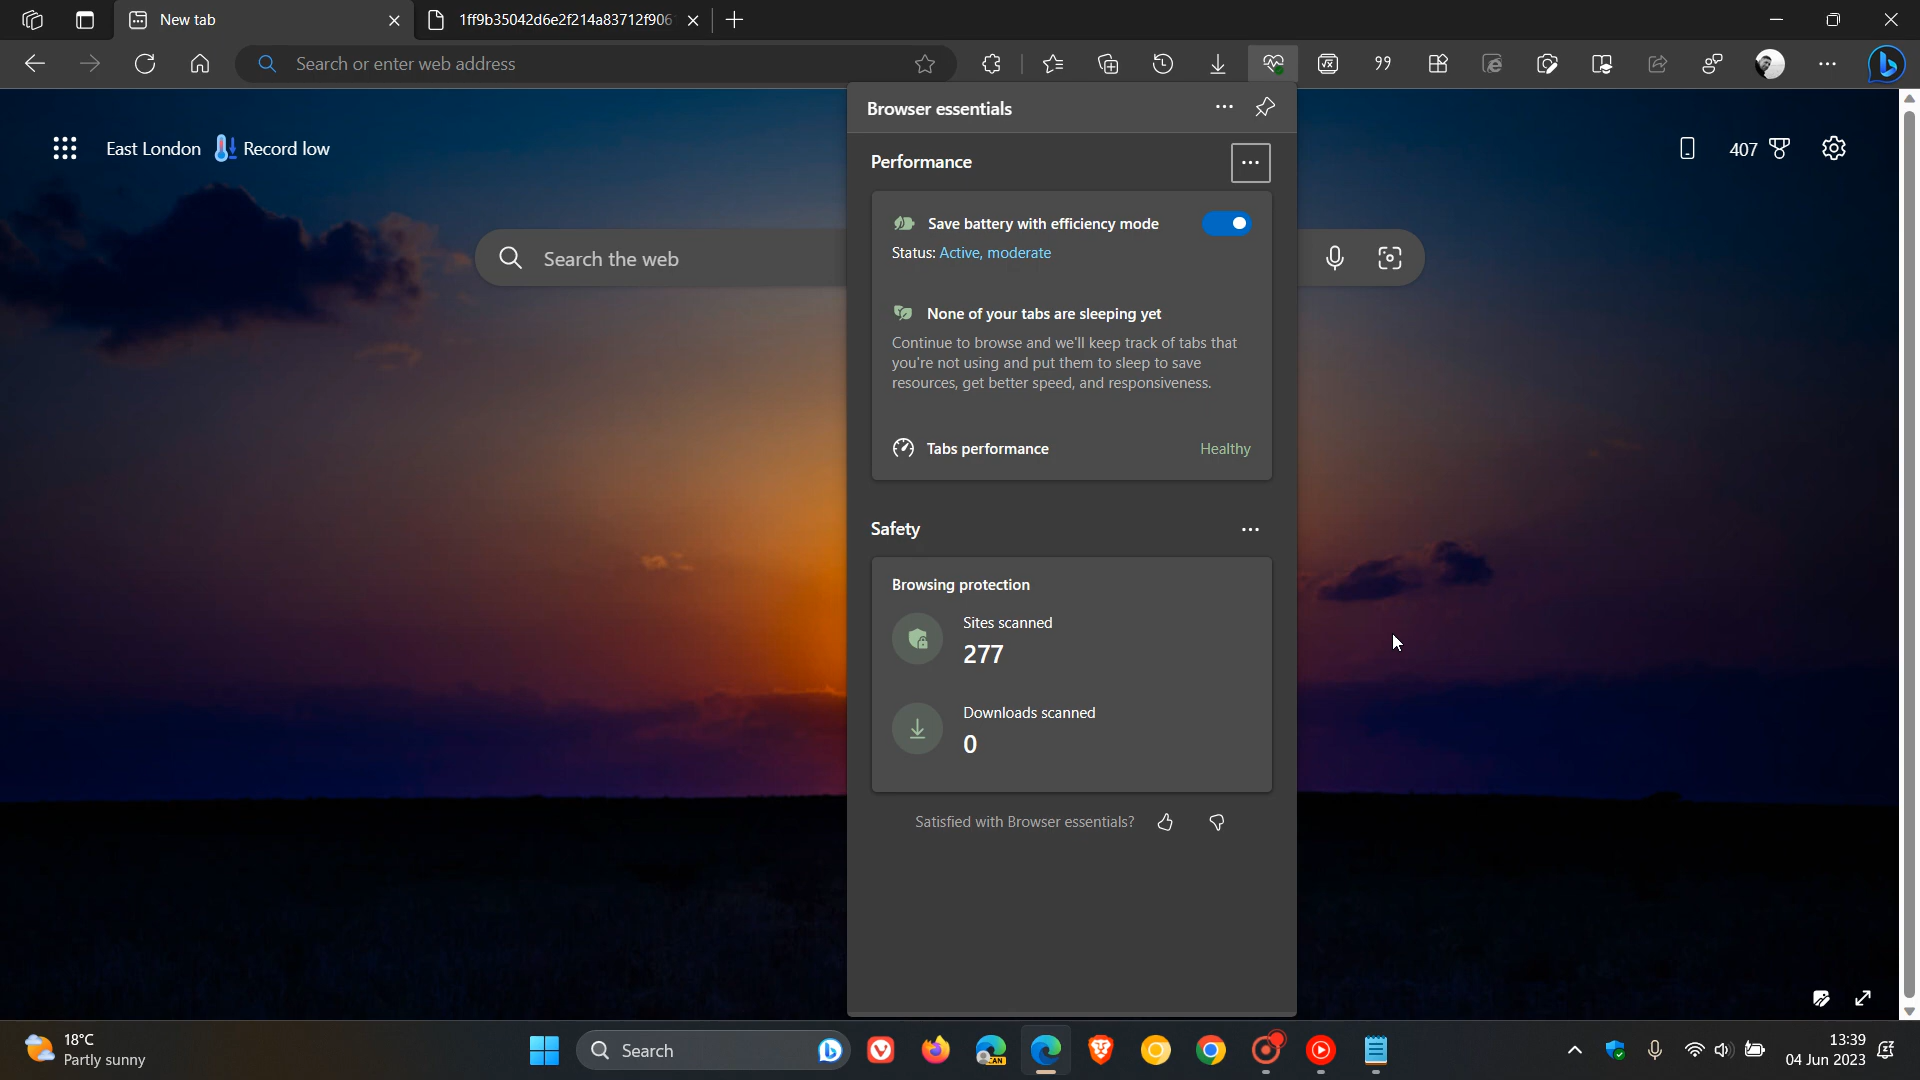 New tab
1ff9b35042d6e2f214a83712f906
Search or enter web address
Browser essentials
East London Record low
407
Performance
Save battery with efficiency mode
Status: Active, moderate
Search the web
None of your tabs are sleeping yet
Continue to browse and we'll keep track of tabs that
you're not using and put them to sleep to save
resources, get better speed, and responsiveness.
Tabs performance Healthy
Safety
Browsing protection
Sites scanned
277
Downloads scanned
0
Satisfied with Browser essentials?
18°C
Partly sunny
Search
CAN
13:39
04 Jun 2023